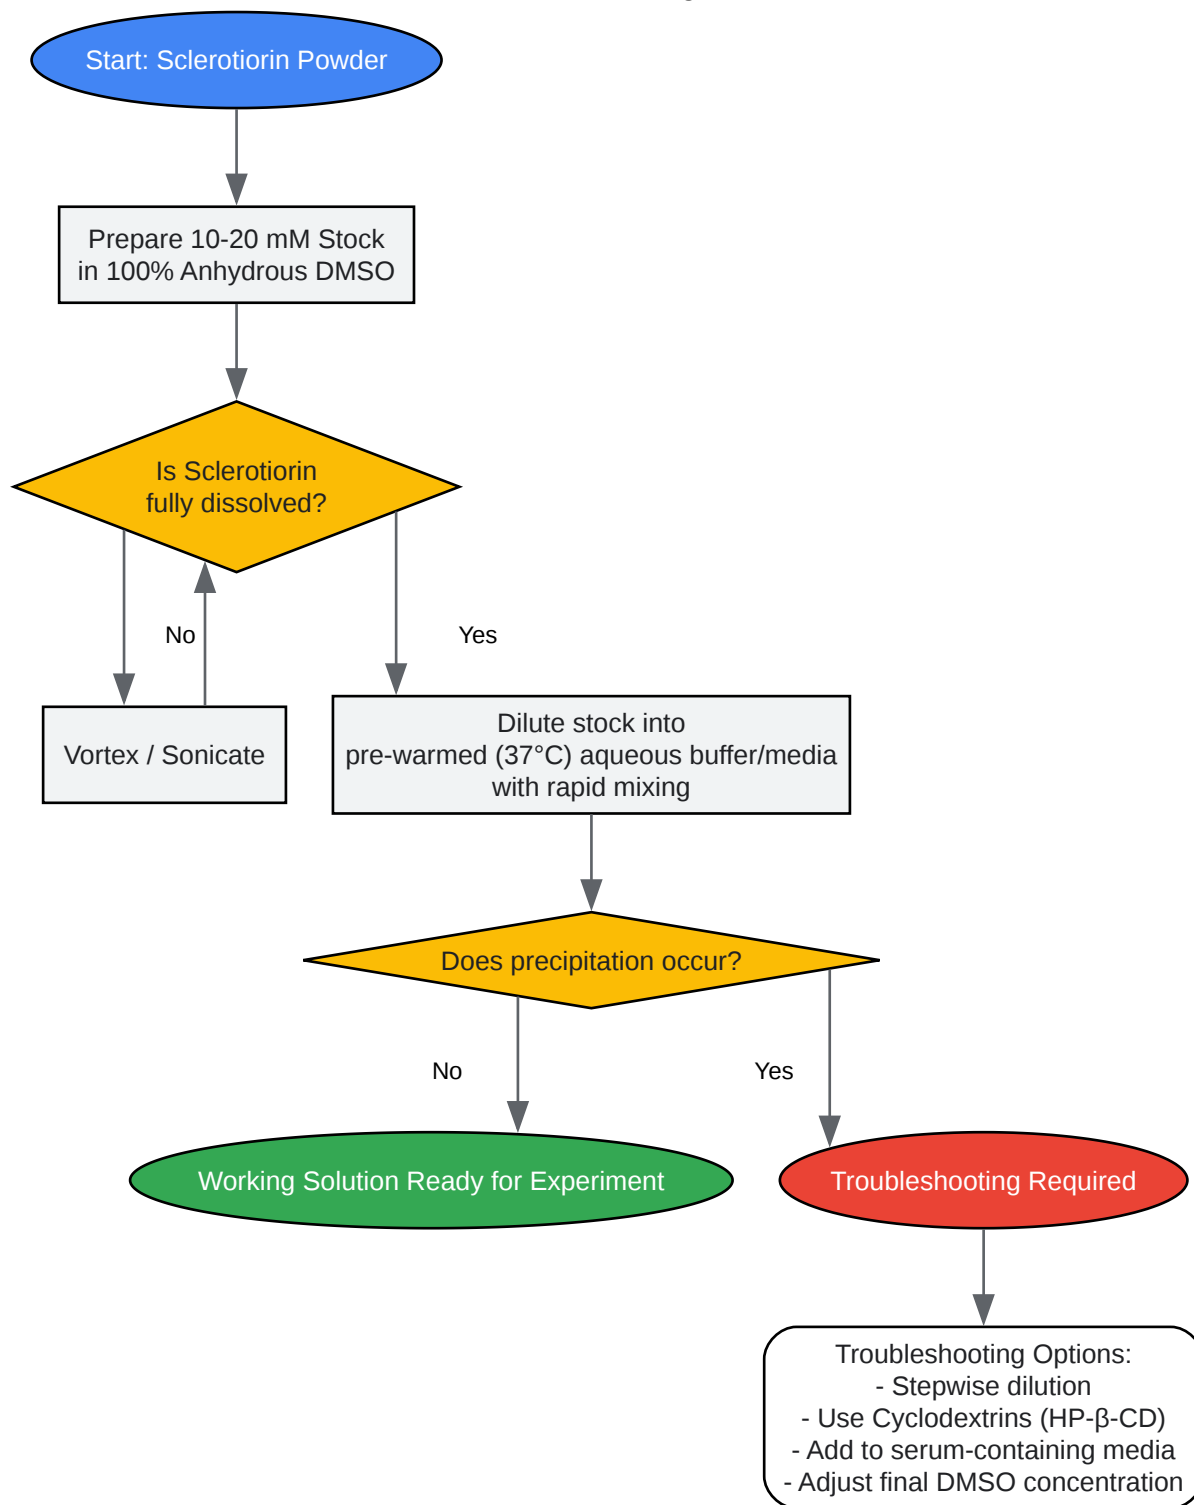 Start: Sclerotiorin Powder
Prepare 10-20 mM Stock
in 100% Anhydrous DMSO
Is Sclerotiorin
fully dissolved?
No
Yes
Vortex / Sonicate
Dilute stock into
pre-warmed (37°C) aqueous buffer/media
with rapid mixing
Does precipitation occur?
No
Yes
Working Solution Ready for Experiment
Troubleshooting Required
Troubleshooting Options:
- Stepwise dilution
- Use Cyclodextrins (HP-β-CD)
- Add to serum-containing media
- Adjust final DMSO concentration